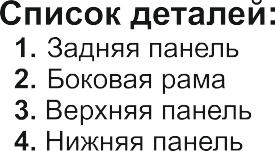 Список деталей:
1. Задняя панель
2. Боковая рама
3. Верхняя панель
4. Нижняя панель